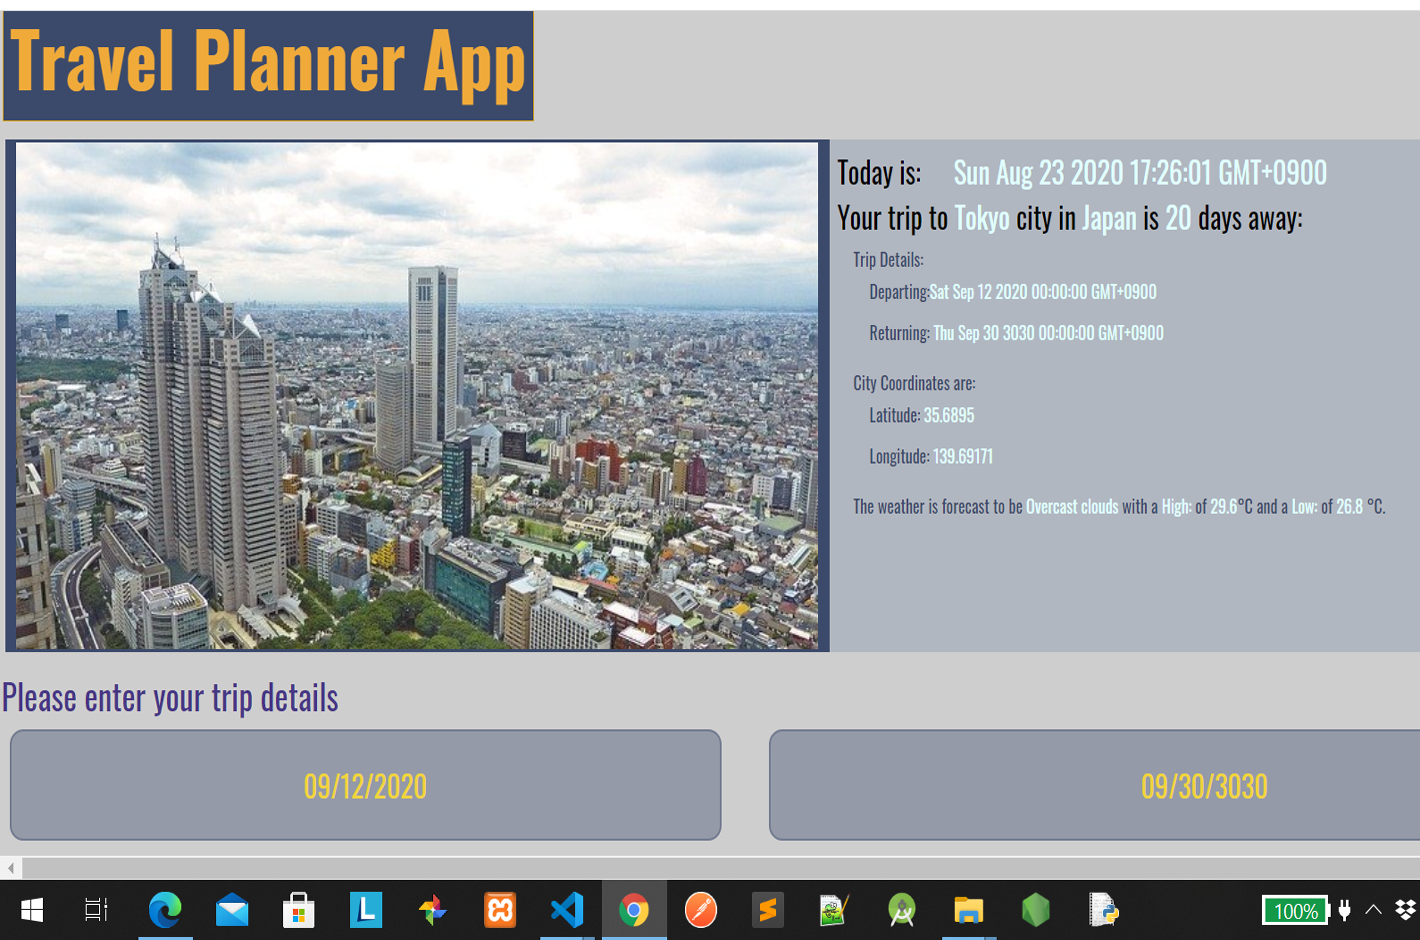 Travel Planner App
Today is: Sun Aug 23 2020 17:26:01 GMT+0900
Your trip to Tokyo city in Japan is 20 days away:
Trip Details:
Departing:Sat Sep 12 2020 00:00:00 GMT+0900
Returning: Thu Sep 30 3030 00:00:00 GMT+0900
City Coordinates are:
Latitude: 35.6895
Longitude: 139.69171
The weather is forecast to be Overcast clouds with a High: of 29.6°C and a Low: of 26.8 °C.
Please enter your trip details
09/12/2020
09/30/3030
L
100%